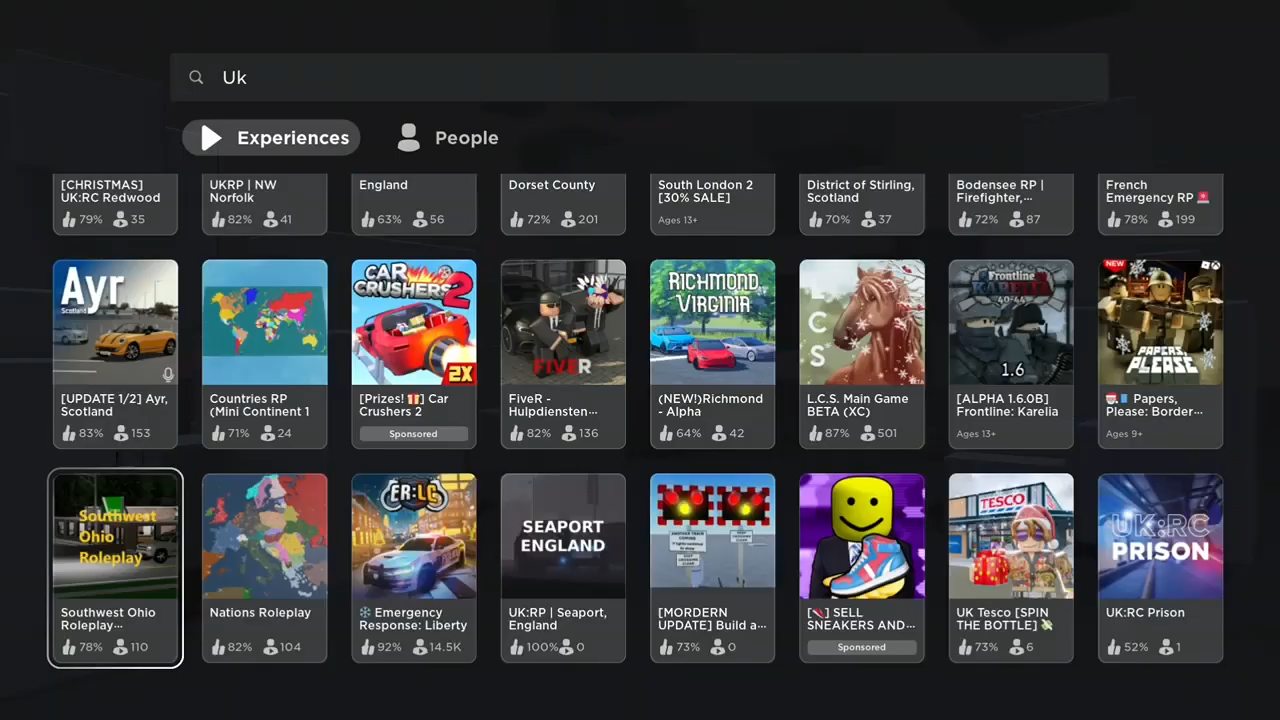 Uk
Experiences
People
[CHRISTMAS]
UK:RC Redwood
79% 35
UKRP | NW
Norfolk
82% 41
England
63% 56
Dorset County
72% 201
South London 2
[30% SALE]
Ages 13+
District of Stirling,
Scotland
70% 37
Bodensee RP |
Firefighter,...
72% 87
French
Emergency RP 🚨
78% 199
Ayr
Scotland
[UPDATE 1/2] Ayr,
Scotland
83% 153
Countries RP
(Mini Continent 1
71% 24
CAR
CRUSHERS 2
2X
[Prizes! 🎁] Car
Crushers 2
Sponsored
FIVER
FiveR -
Hulpdiensten...
82% 136
RICHMOND,
VIRGINIA
(NEW!)Richmond
- Alpha
64% 42
L
C
S
BETA
L.C.S. Main Game
BETA (XC)
87% 501
Frontline
KARELIA
40-44
1.6
[ALPHA 1.6.0B]
Frontline: Karelia
Ages 13+
NEW
PAPERS,
PLEASE
🎅📘 Papers,
Please: Border...
Ages 9+
Southwest
Ohio
Roleplay
Southwest Ohio
Roleplay...
78% 110
Nations Roleplay
82% 104
ER:LC
❄️ Emergency
Response: Liberty
92% 14.5K
SEAPORT
ENGLAND
UK:RP | Seaport,
England
100% 0
ANOTHER TRAIN
COMING
[MORDERN
UPDATE] Build a...
73% 0
[👠] SELL
SNEAKERS AND...
Sponsored
TESCO
UK Tesco [SPIN
THE BOTTLE] 💸
73% 6
UK:RC
PRISON
UK:RC Prison
52% 1